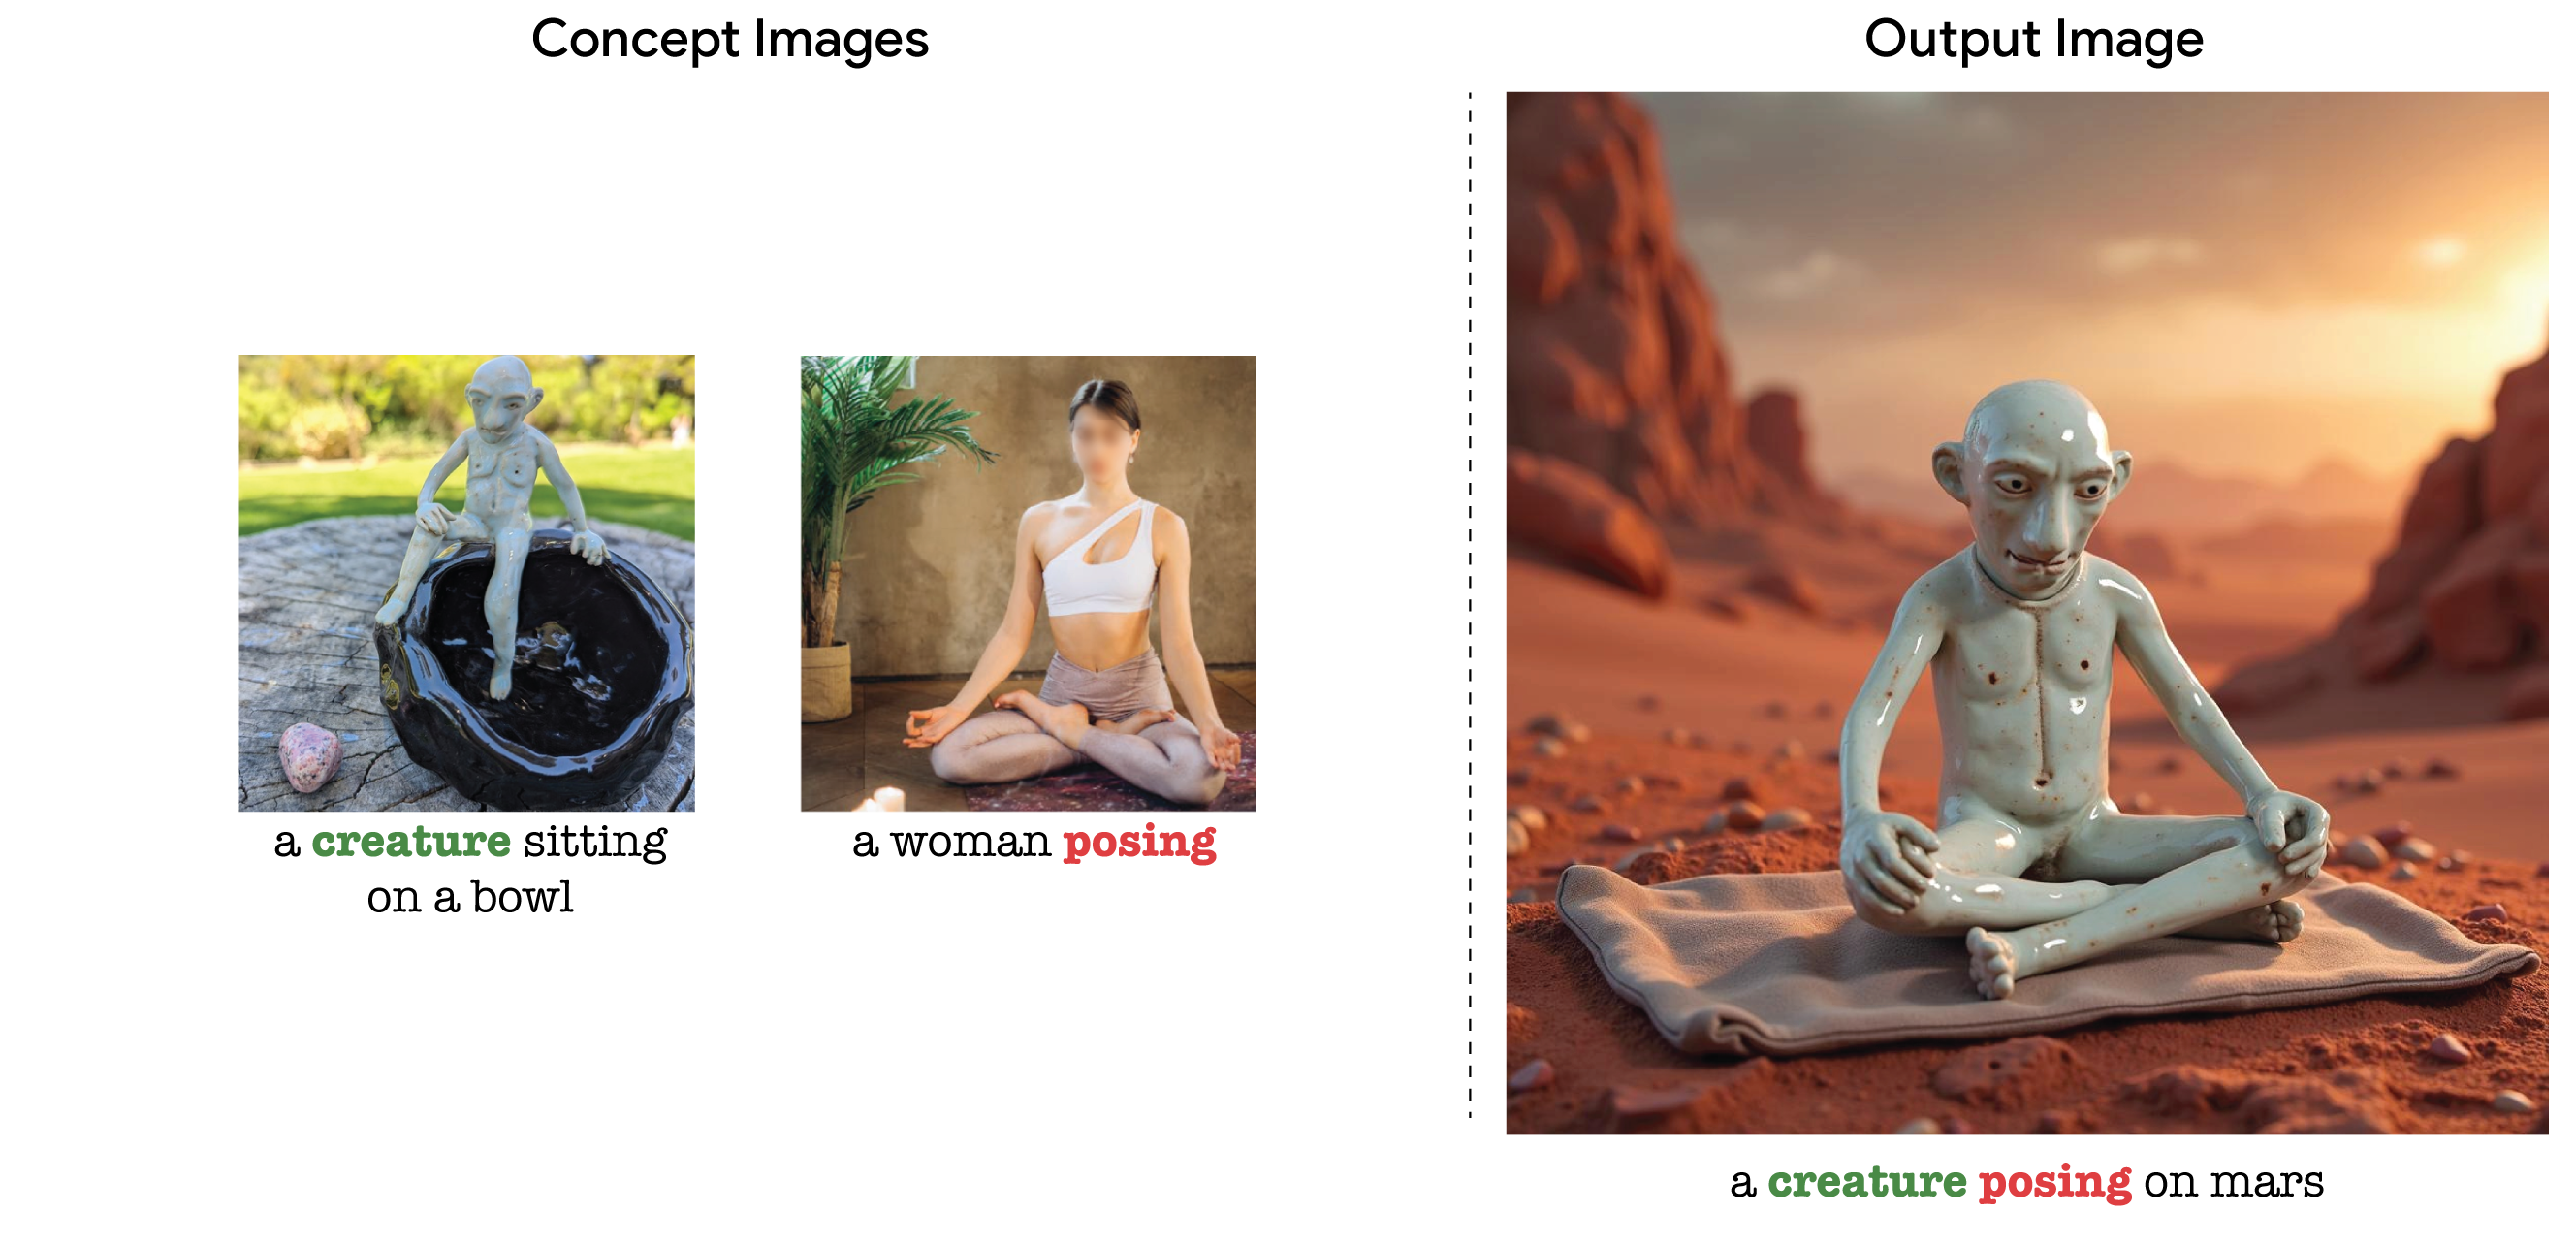 Concept Images
Output Image
a creature sitting
on a bowl
a woman posing
a creature posing on mars